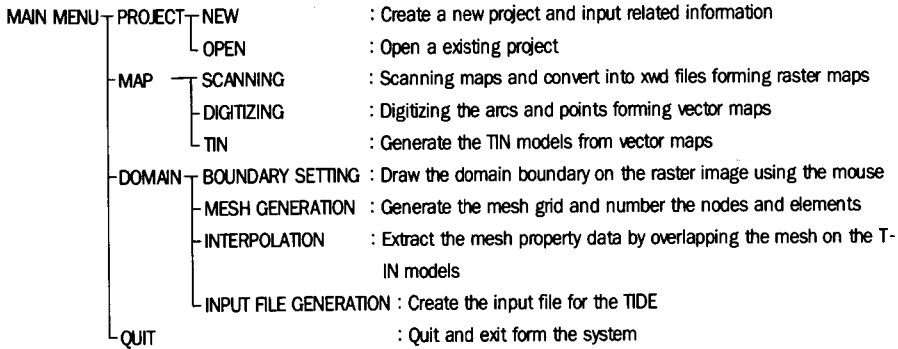 MAIN MENU PROJECT NEW : Create a new project and input related information
OPEN : Open a existing project
MAP SCANNING : Scanning maps and convert into xwd files forming raster maps
DIGITIZING : Digitizing the arcs and points forming vector maps
TIN : Generate the TIN models from vector maps
DOMAIN BOUNDARY SETTING : Draw the domain boundary on the raster image using the mouse
MESH GENERATION : Generate the mesh grid and number the nodes and elements
INTERPOLATION : Extract the mesh property data by overlapping the mesh on the T-
IN models
INPUT FILE GENERATION : Create the input file for the TIDE
QUIT : Quit and exit form the system